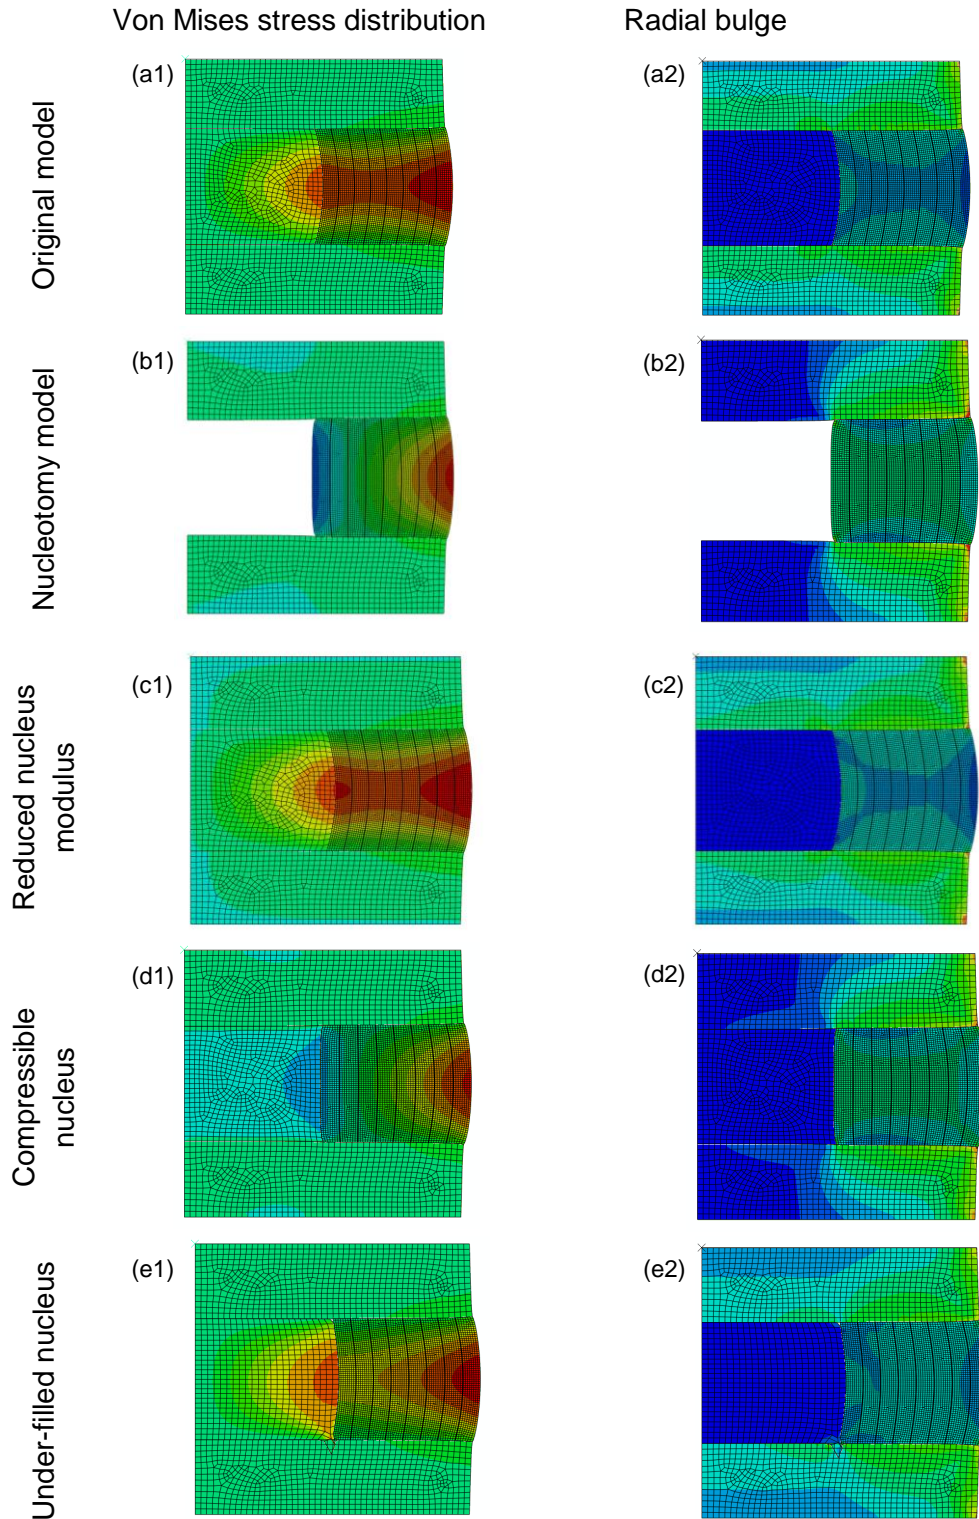 Von Mises stress distribution
Radial bulge
Original model
(a1)
(a2)
Nucleotomy model
(b1)
(b2)
Reduced nucleus
modulus
(c1)
(c2)
Compressible
nucleus
(d1)
(d2)
Under-filled nucleus
(e1)
(e2)